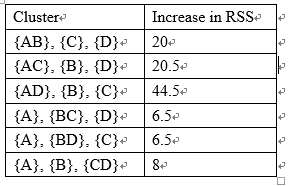 Cluster Increase in RSS
{AB}, {C}, {D} 20
{AC}, {B}, {D} 20.5
{AD}, {B}, {C} 44.5
{A}, {BC}, {D} 6.5
{A}, {BD}, {C} 6.5
{A}, {B}, {CD} 8